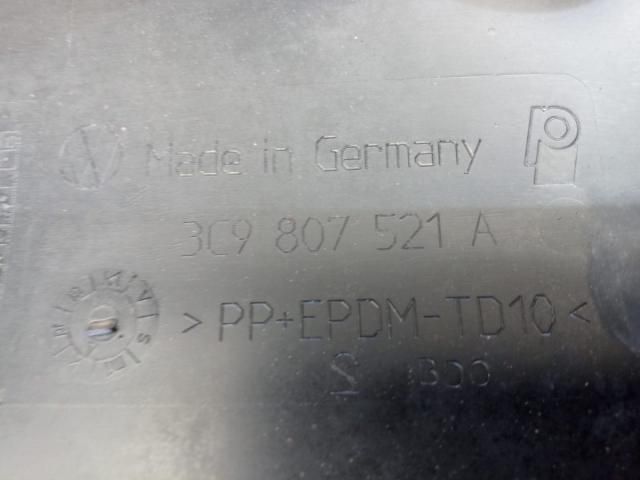 Made in Germany
3C9 807 521 A
> PP+EPDM-TD10 <